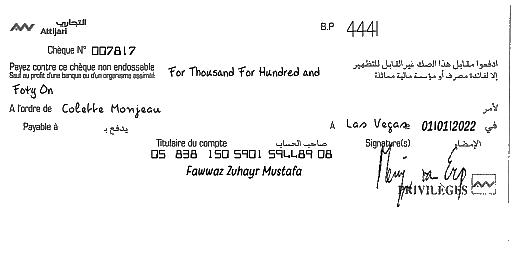 التجاري
Attijari
B.P 4441
Chèque N° 007817
Payez contre ce chèque non endossable
ادفعوا مقابل هذا الصك غير القابل للتظهير
Sauf au profit d'une banque ou d'un organisme assimilé
إلا لفائدة مصرف أو مؤسسة مالية مماثلة
For Thousand For Hundred and
Foty On
A l'ordre de Colette Monjeau
لأمر
Payable à يدفع بـ
A Las Vegas 01/01/2022 في
Titulaire du compte صاحب الحساب
Signature(s) الإمضاء
05 838 150 5901 594489 08
Fawwaz Zuhayr Mustafa
PRIVILÈGES